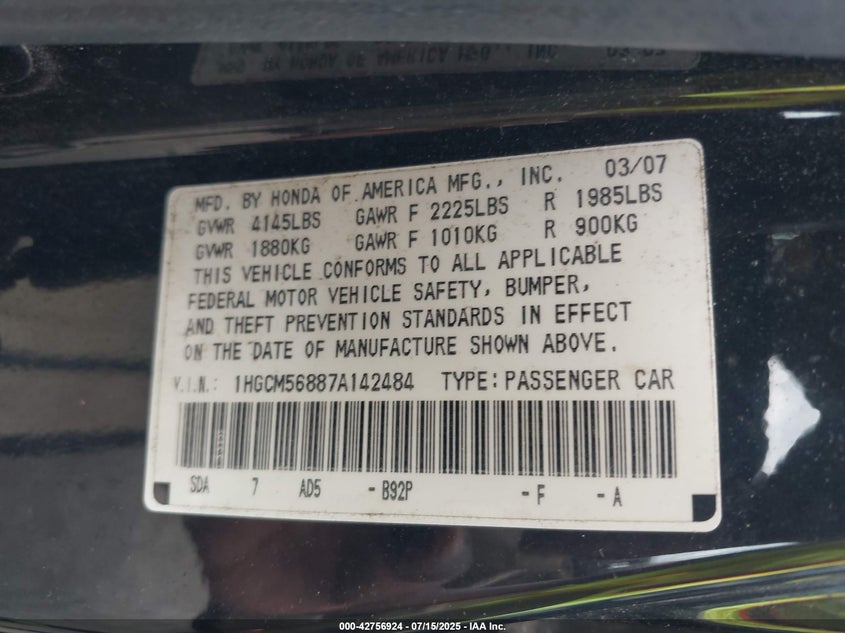 MFD. BY HONDA OF AMERICA MFG., INC. 03/07
GVWR 4145LBS GAWR F 2225LBS R 1985LBS
GVWR 1880KG GAWR F 1010KG R 900KG
THIS VEHICLE CONFORMS TO ALL APPLICABLE
FEDERAL MOTOR VEHICLE SAFETY, BUMPER,
AND THEFT PREVENTION STANDARDS IN EFFECT
ON THE DATE OF MANUFACTURE SHOWN ABOVE.
V.I.N.: 1HGCM56887A142484 TYPE:PASSENGER CAR
SDA 7 AD5 -B92P -F -A
000-42756924 - 07/15/2025 - IAA Inc.